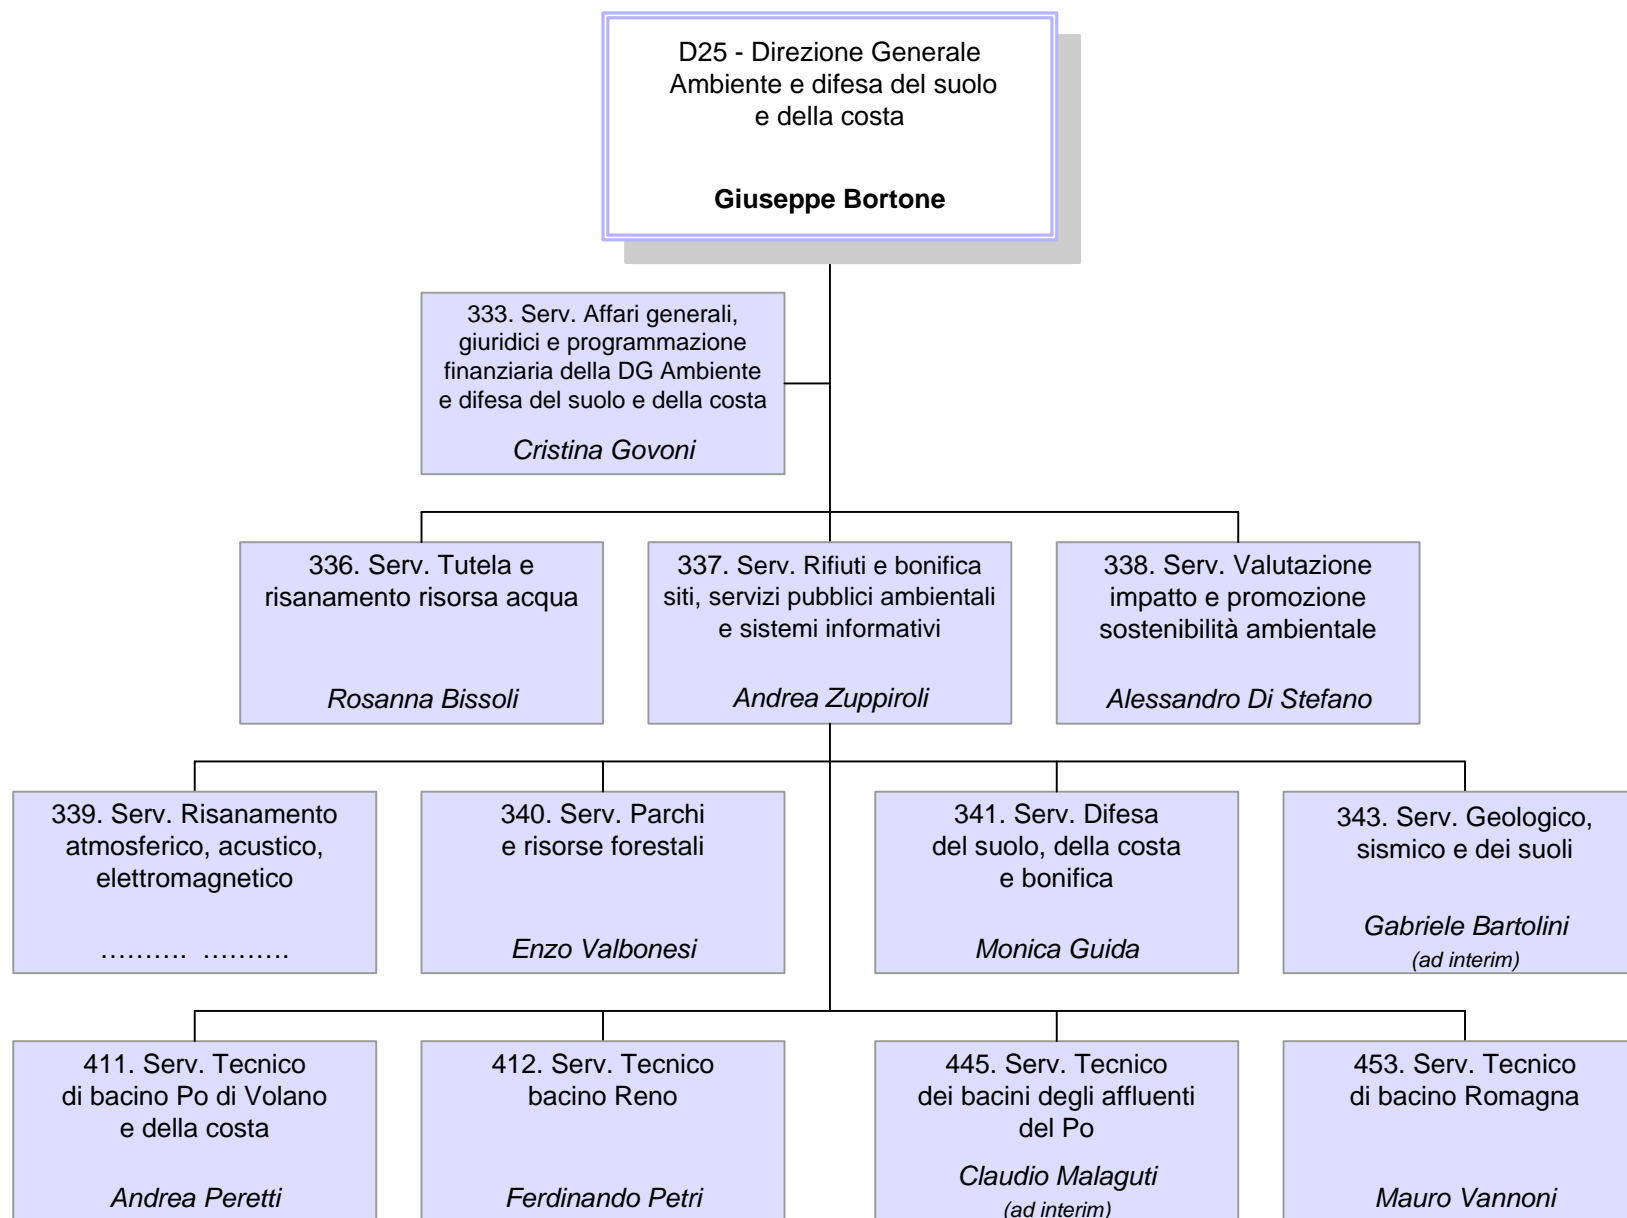 D25 - Direzione Generale
Ambiente e difesa del suolo
e della costa
Giuseppe Bortone
333. Serv. Affari generali,
giuridici e programmazione
finanziaria della DG Ambiente
e difesa del suolo e della costa
Cristina Govoni
336. Serv. Tutela e
risanamento risorsa acqua
Rosanna Bissoli
337. Serv. Rifiuti e bonifica
siti, servizi pubblici ambientali
e sistemi informativi
Andrea Zuppiroli
338. Serv. Valutazione
impatto e promozione
sostenibilità ambientale
Alessandro Di Stefano
339. Serv. Risanamento
atmosferico, acustico,
elettromagnetico
………. ……….
340. Serv. Parchi
e risorse forestali
Enzo Valbonesi
341. Serv. Difesa
del suolo, della costa
e bonifica
Monica Guida
343. Serv. Geologico,
sismico e dei suoli
Gabriele Bartolini
(ad interim)
411. Serv. Tecnico
di bacino Po di Volano
e della costa
Andrea Peretti
412. Serv. Tecnico
bacino Reno
Ferdinando Petri
445. Serv. Tecnico
dei bacini degli affluenti
del Po
Claudio Malaguti
(ad interim)
453. Serv. Tecnico
di bacino Romagna
Mauro Vannoni